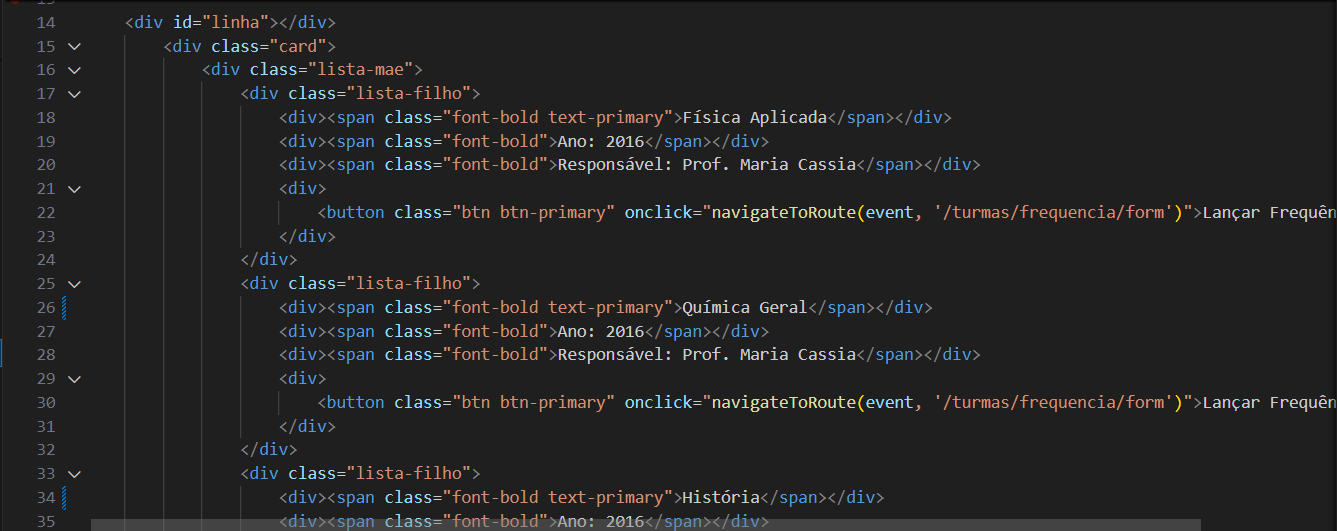 14 <div id="linha"></div>
15 <div class="card">
16 <div class="lista-mae">
17 <div class="lista-filho">
18 <div><span class="font-bold text-primary">Física Aplicada</span></div>
19 <div><span class="font-bold">Ano: 2016</span></div>
20 <div><span class="font-bold">Responsável: Prof. Maria Cassia</span></div>
21 <div>
22 <button class="btn btn-primary" onclick="navigateToRoute(event, '/turmas/frequencia/form')">Lançar Frequên
23 </div>
24 </div>
25 <div class="lista-filho">
26 <div><span class="font-bold text-primary">Química Geral</span></div>
27 <div><span class="font-bold">Ano: 2016</span></div>
28 <div><span class="font-bold">Responsável: Prof. Maria Cassia</span></div>
29 <div>
30 <button class="btn btn-primary" onclick="navigateToRoute(event, '/turmas/frequencia/form')">Lançar Frequên
31 </div>
32 </div>
33 <div class="lista-filho">
34 <div><span class="font-bold text-primary">História</span></div>
35 <div><span class="font-bold">Ano: 2016</span></div>